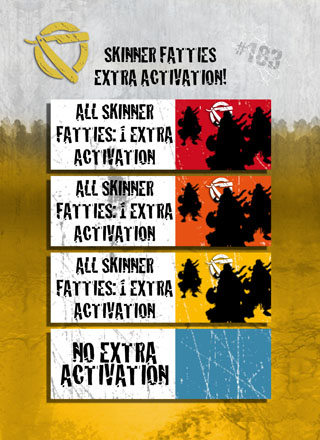 SKINNER FATTIES
#183
EXTRA ACTIVATION!
ALL SKINNER
FATTIES: 1 EXTRA
ACTIVATION
ALL SKINNER
FATTIES: 1 EXTRA
ACTIVATION
ALL SKINNER
FATTIES: 1 EXTRA
ACTIVATION
NO EXTRA
ACTIVATION